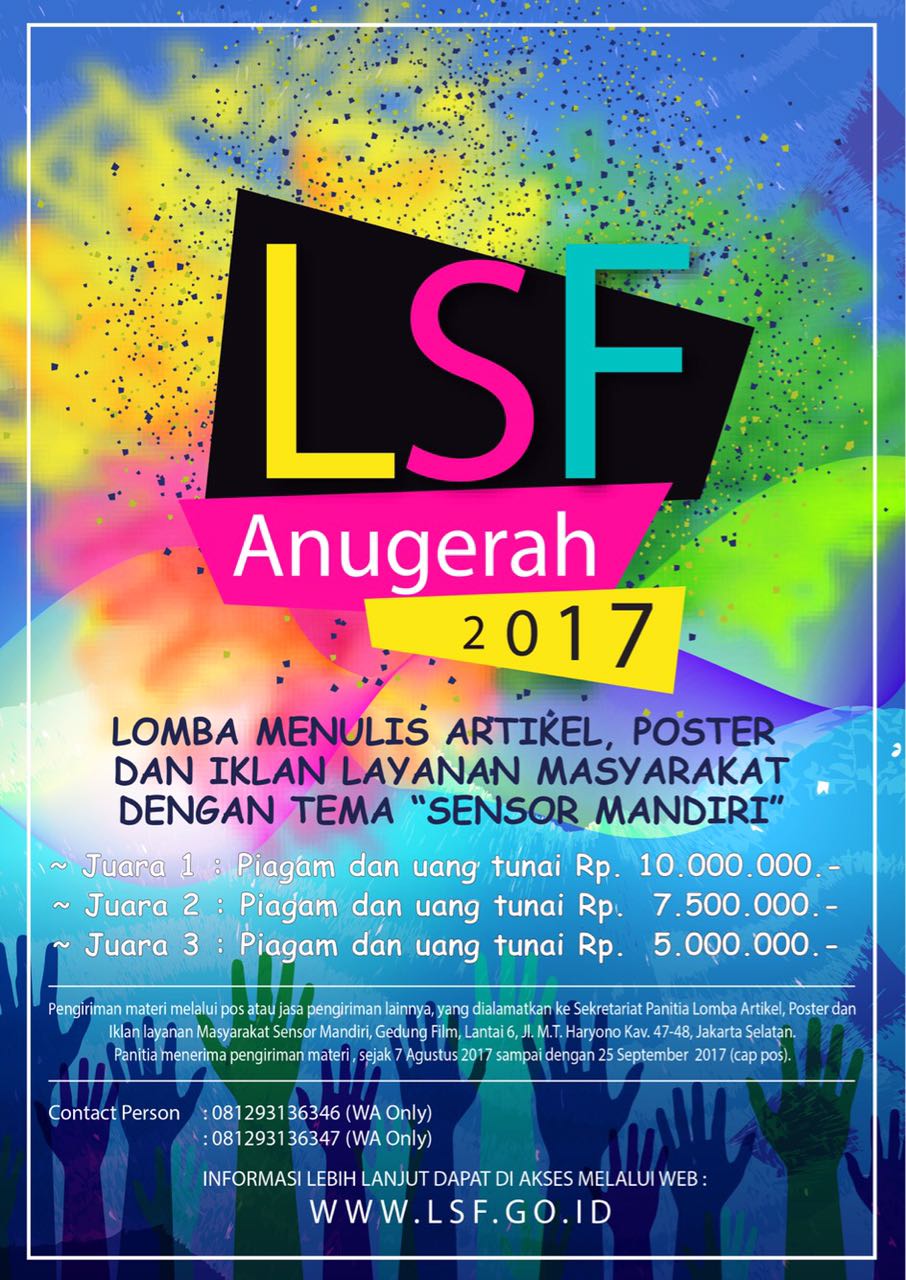 LSF
Anugerah
2017
LOMBA MENULIS ARTIKEL, POSTER
DAN IKLAN LAYANAN MASYARAKAT
DENGAN TEMA “SENSOR MANDIRI”
~ Juara 1 : Piagam dan uang tunai Rp. 10.000.000.-
~ Juara 2 : Piagam dan uang tunai Rp. 7.500.000.-
~ Juara 3 : Piagam dan uang tunai Rp. 5.000.000.-
Pengiriman materi melalui pos atau jasa pengiriman lainnya, yang dialamatkan ke Sekretariat Panitia Lomba Artikel, Poster dan
Iklan layanan Masyarakat Sensor Mandiri, Gedung Film, Lantai 6, Jl. M.T. Haryono Kav. 47-48, Jakarta Selatan.
Panitia menerima pengiriman materi , sejak 7 Agustus 2017 sampai dengan 25 September 2017 (cap pos).
Contact Person : 081293136346 (WA Only)
: 081293136347 (WA Only)
INFORMASI LEBIH LANJUT DAPAT DI AKSES MELALUI WEB :
WWW.LSF.GO.ID